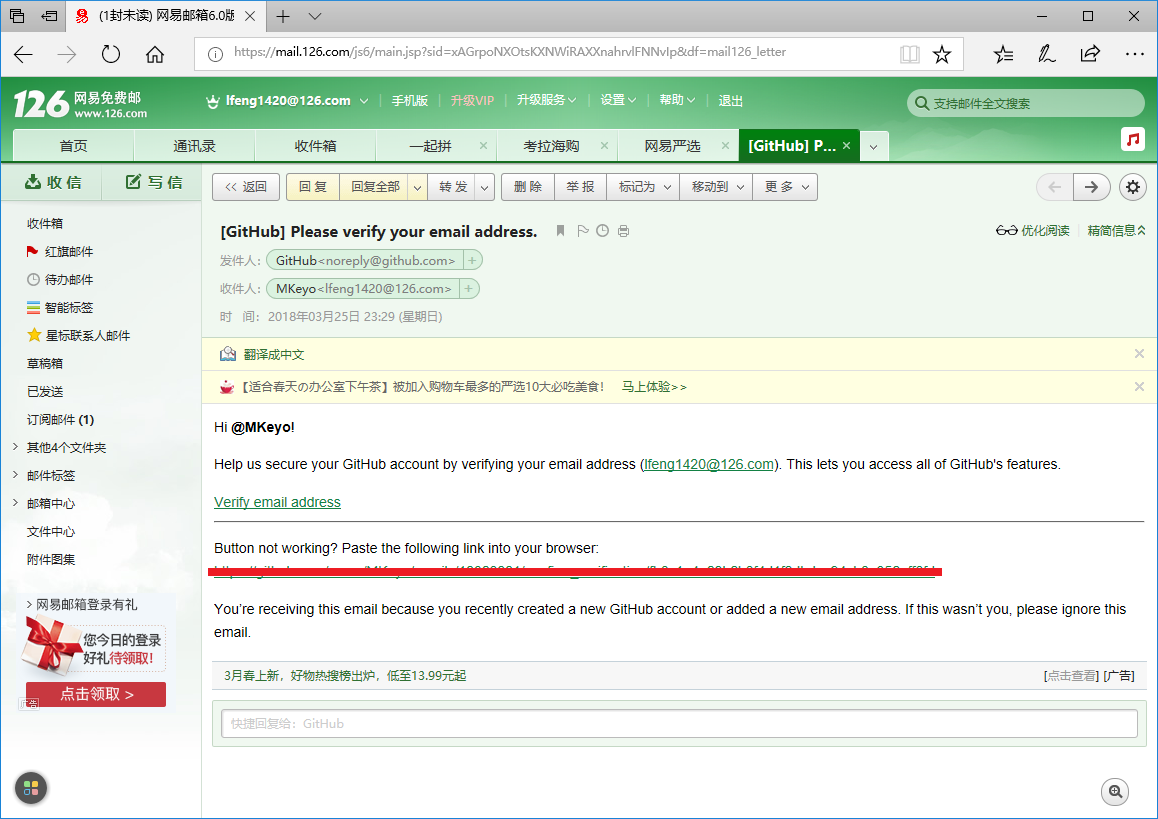 (1封未读) 网易邮箱6.0版
https://mail.126.com/js6/main.jsp?sid=xAGrpoNXOtsKXNWiRAXXnahrvlFNNvIp&df=mail126_letter
126 网易免费邮
www.126.com
lfeng1420@126.com 手机版 升级VIP 升级服务 设置 帮助 退出
支持邮件全文搜索
首页 通讯录 收件箱 一起拼 考拉海购 网易严选 [GitHub] P...
收 信 写 信
<< 返回 回 复 回复全部 转 发 删 除 举 报 标记为 移动到 更 多
收件箱
红旗邮件
待办邮件
智能标签
星标联系人邮件
草稿箱
已发送
订阅邮件 (1)
其他4个文件夹
邮件标签
邮箱中心
文件中心
附件图集
> 网易邮箱登录有礼
您今日的登录
好礼待领取!
点击领取 >
广告
[GitHub] Please verify your email address.
优化阅读 精简信息
发件人: GitHub<noreply@github.com> +
收件人: MKeyo<lfeng1420@126.com> +
时 间: 2018年03月25日 23:29 (星期日)
翻译成中文
【适合春天の办公室下午茶】被加入购物车最多的严选10大必吃美食! 马上体验>>
Hi @MKeyo!
Help us secure your GitHub account by verifying your email address (lfeng1420@126.com). This lets you access all of GitHub's features.
Verify email address
Button not working? Paste the following link into your browser:
You’re receiving this email because you recently created a new GitHub account or added a new email address. If this wasn’t you, please ignore this
email.
3月春上新，好物热搜榜出炉，低至13.99元起
[点击查看] [广告]
快捷回复给: GitHub